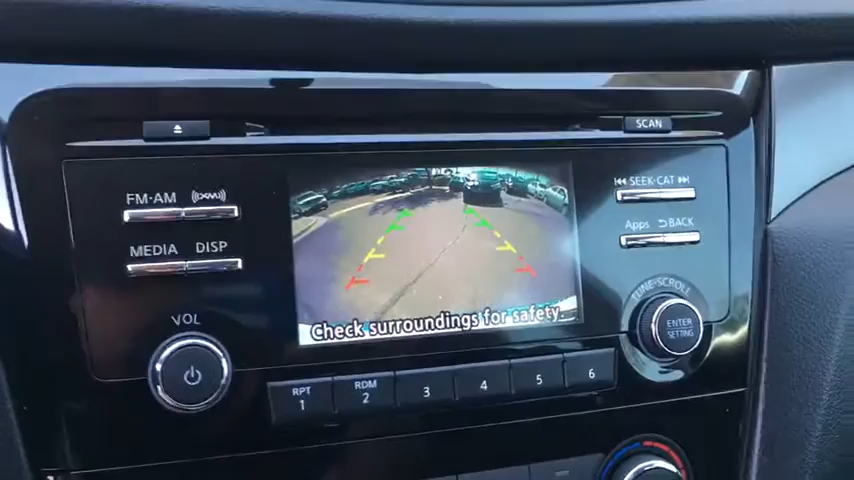 SCAN
FM·AM
SEEK·CAT
MEDIA DISP
Apps BACK
TUNE·SCROLL
VOL
ENTER
SETTING
Check surroundings for safety.
RPT
1
RDM
2
3
4
5
6